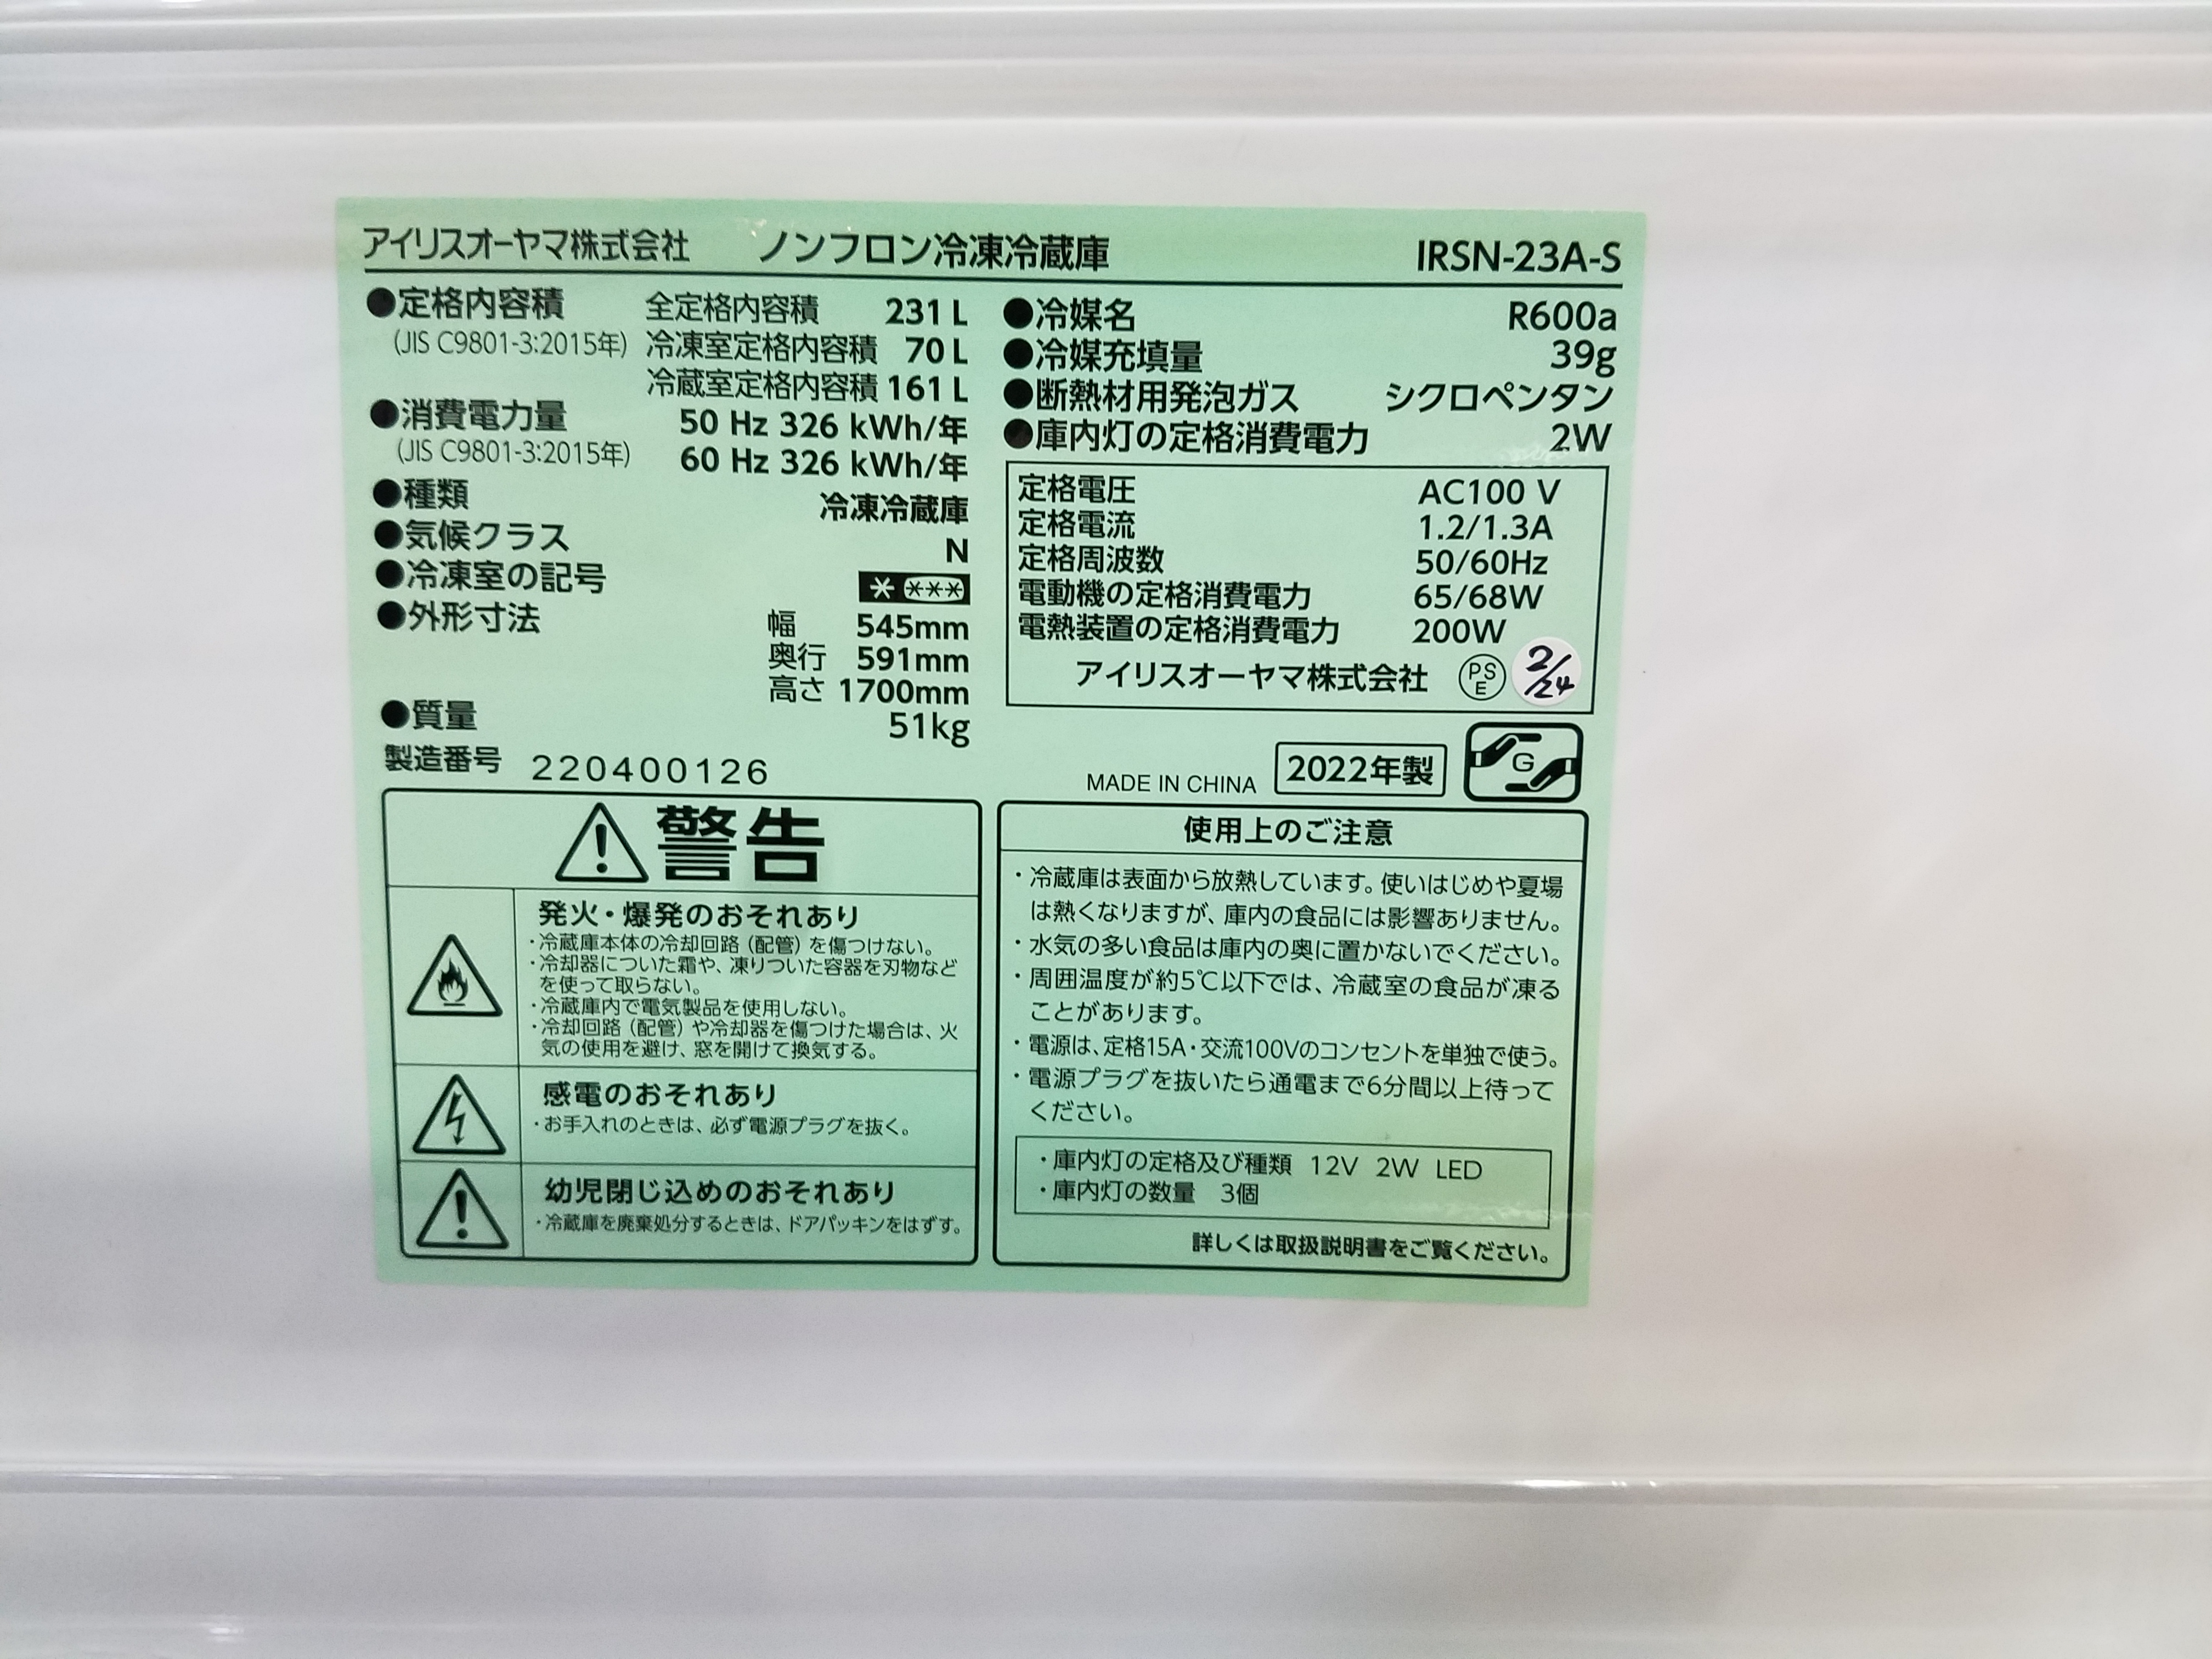 アイリスオーヤマ株式会社 ノンフロン冷凍冷蔵庫 IRSN-23A-S
●定格内容積 全定格内容積 231 L
(JIS C9801-3:2015年) 冷凍室定格内容積 70 L
冷蔵室定格内容積 161 L
●消費電力量 50 Hz 326 kWh/年
(JIS C9801-3:2015年) 60 Hz 326 kWh/年
●種類 冷凍冷蔵庫
●気候クラス N
●冷凍室の記号 * ***
●外形寸法 幅 545mm
奥行 591mm
高さ 1700mm
●質量 51kg
製造番号 220400126
●冷媒名 R600a
●冷媒充填量 39g
●断熱材用発泡ガス シクロペンタン
●庫内灯の定格消費電力 2W
定格電圧 AC100 V
定格電流 1.2/1.3A
定格周波数 50/60Hz
電動機の定格消費電力 65/68W
電熱装置の定格消費電力 200W
アイリスオーヤマ株式会社 PSE 2/24
MADE IN CHINA 2022年製 G
警告
発火・爆発のおそれあり
・冷蔵庫本体の冷却回路(配管)を傷つけない。
・冷却器についた霜や、凍りついた容器を刃物など
を使って取らない。
・冷蔵庫内で電気製品を使用しない。
・冷却回路(配管)や冷却器を傷つけた場合は、火
気の使用を避け、窓を開けて換気する。
感電のおそれあり
・お手入れのときは、必ず電源プラグを抜く。
幼児閉じ込めのおそれあり
・冷蔵庫を廃棄処分するときは、ドアパッキンをはずす。
使用上のご注意
・冷蔵庫は表面から放熱しています。使いはじめや夏場
は熱くなりますが、庫内の食品には影響ありません。
・水気の多い食品は庫内の奥に置かないでください。
・周囲温度が約5℃以下では、冷蔵室の食品が凍る
ことがあります。
・電源は、定格15A・交流100Vのコンセントを単独で使う。
・電源プラグを抜いたら通電まで6分間以上待って
ください。
・庫内灯の定格及び種類 12V 2W LED
・庫内灯の数量 3個
詳しくは取扱説明書をご覧ください。